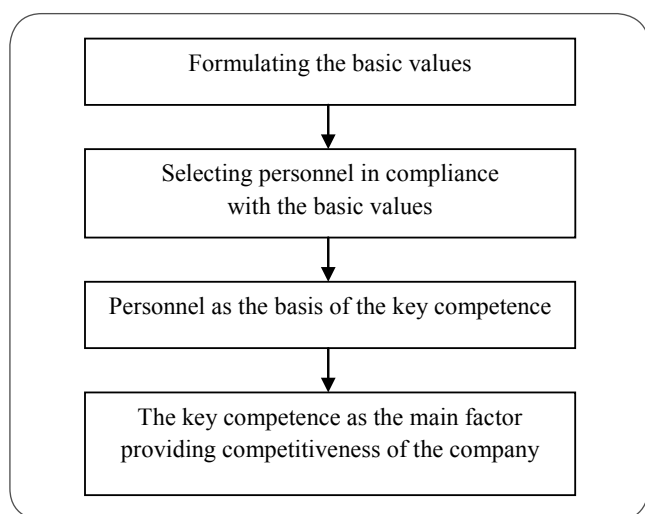 Formulating the basic values
Selecting personnel in compliance
with the basic values
Personnel as the basis of the key competence
The key competence as the main factor
providing competitiveness of the company